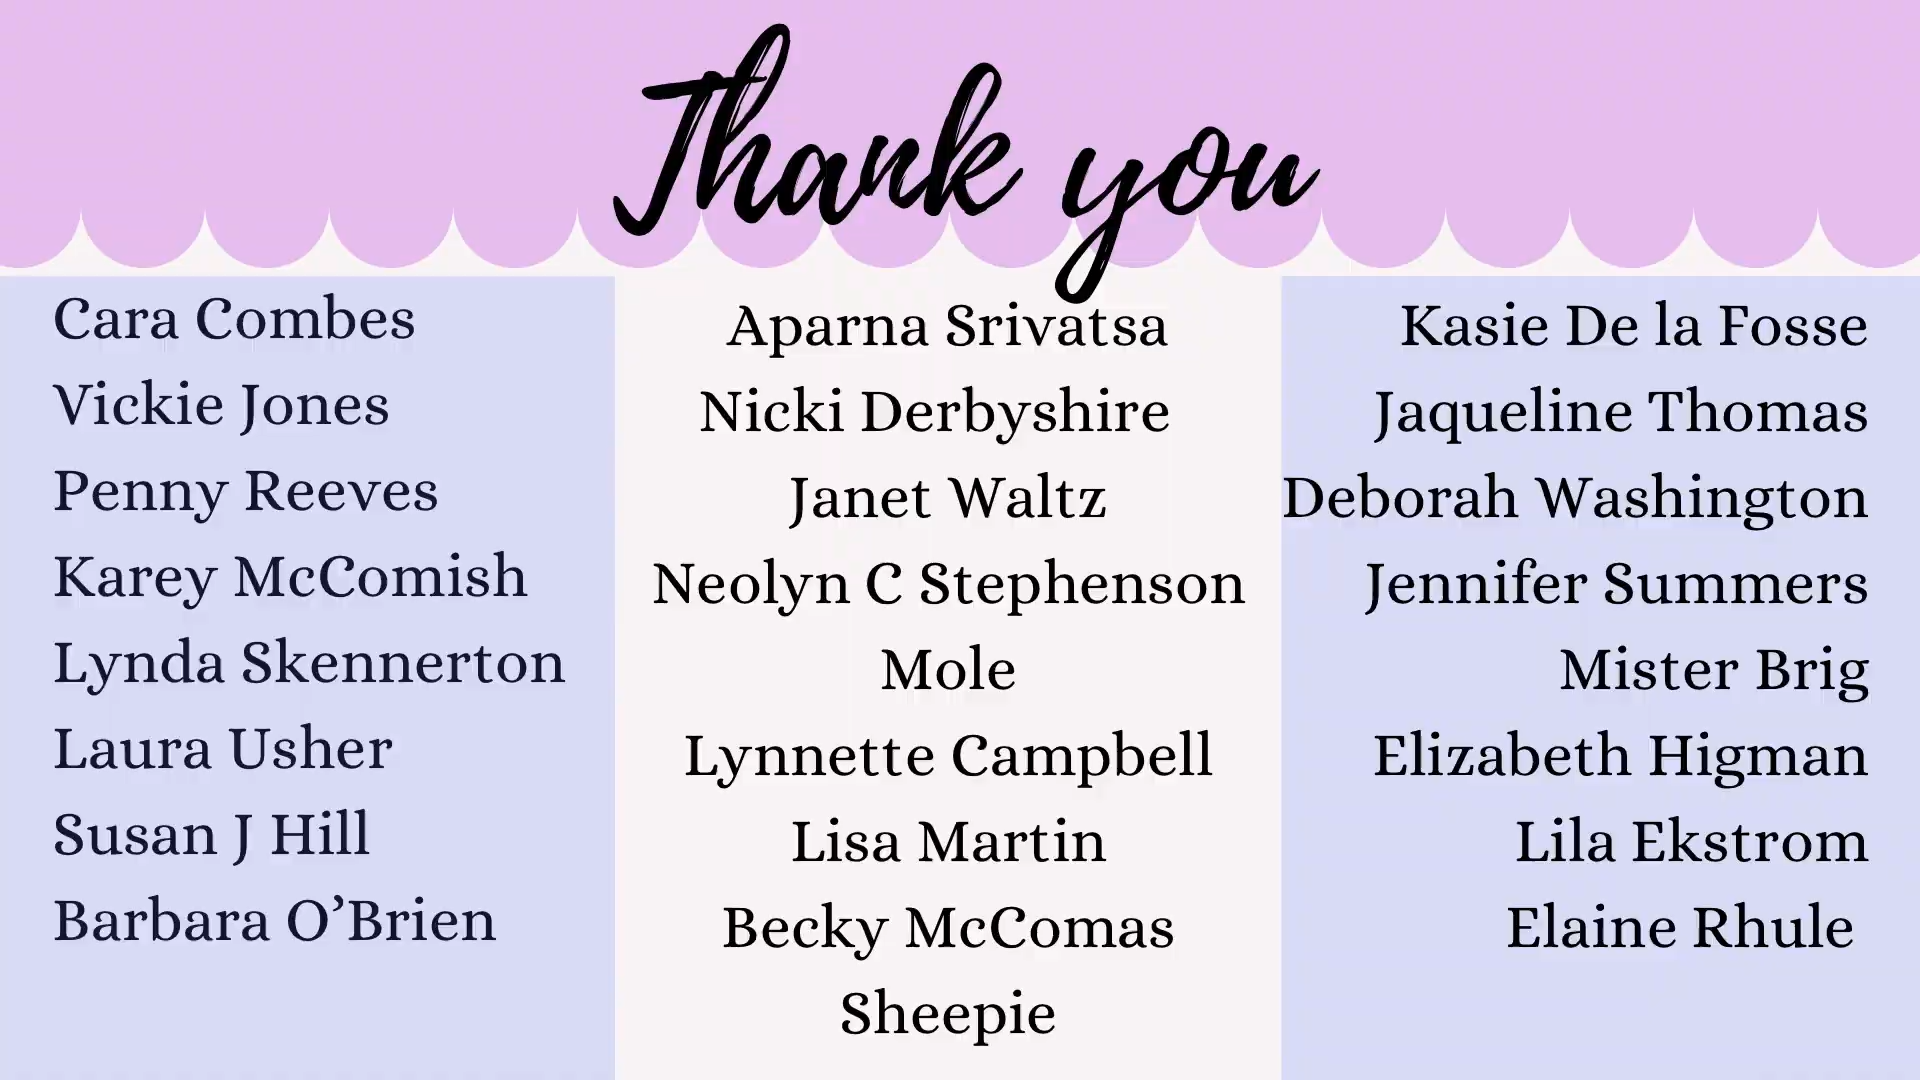 Thank you
Cara Combes
Vickie Jones
Penny Reeves
Karey McComish
Lynda Skennerton
Laura Usher
Susan J Hill
Barbara O’Brien
Aparna Srivatsa
Nicki Derbyshire
Janet Waltz
Neolyn C Stephenson
Mole
Lynnette Campbell
Lisa Martin
Becky McComas
Sheepie
Kasie De la Fosse
Jaqueline Thomas
Deborah Washington
Jennifer Summers
Mister Brig
Elizabeth Higman
Lila Ekstrom
Elaine Rhule